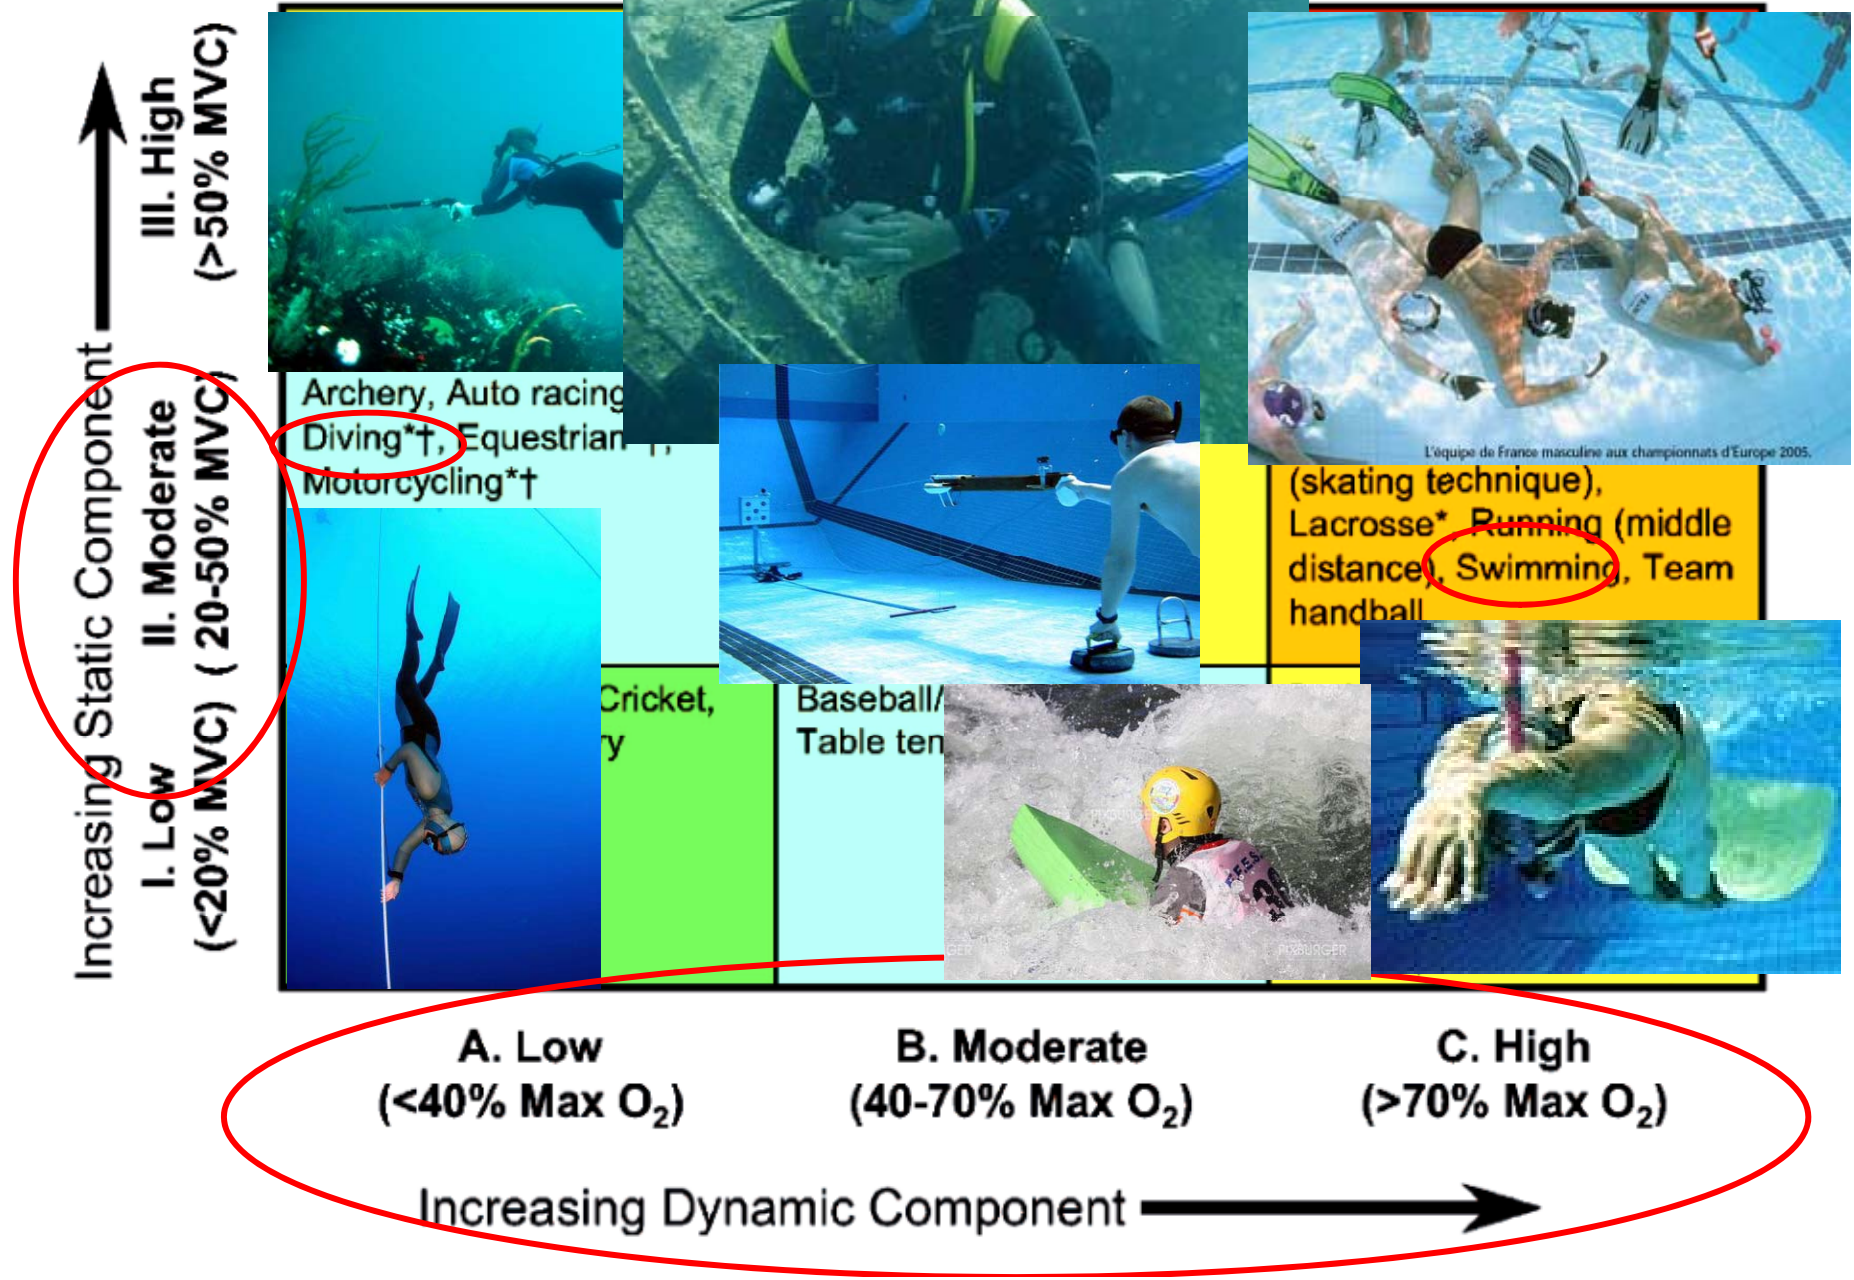 Increasing Static Component
III. High
(>50% MVC)
II. Moderate
( 20-50% MVC)
I. Low
(<20% MVC)
Archery, Auto racing
Diving*†, Equestrian †,
Motorcycling*†
L'équipe de France masculine aux championnats d'Europe 2005.
(skating technique),
Lacrosse*, Running (middle
distance), Swimming, Team
handball
Cricket,
ry
Baseball/
Table ten
PIXBURGER
A. Low
(<40% Max O₂)
B. Moderate
(40-70% Max O₂)
C. High
(>70% Max O₂)
Increasing Dynamic Component